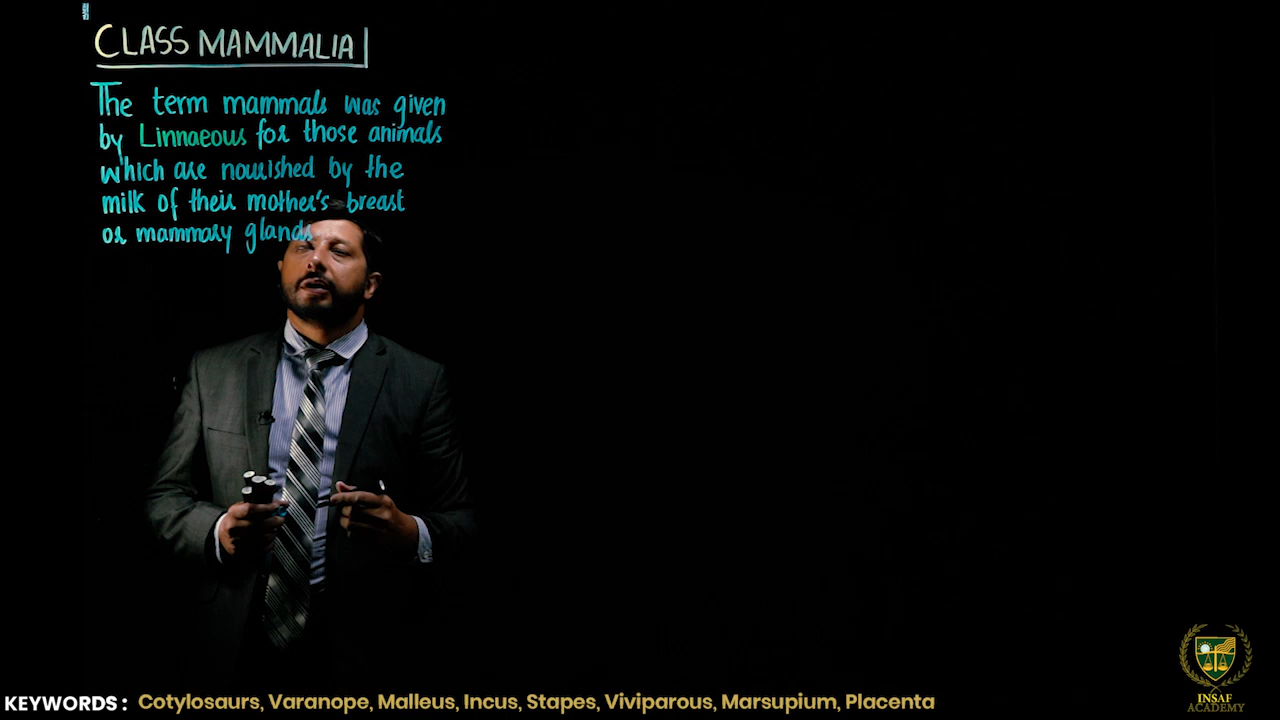 CLASS MAMMALIA
The term mammals was given
by Linnaeous for those animals
which are nourished by the
milk of their mother's breast
or mammary glands
KEYWORDS : Cotylosaurs, Varanope, Malleus, Incus, Stapes, Viviparous, Marsupium, Placenta
INSAF
ACADEMY